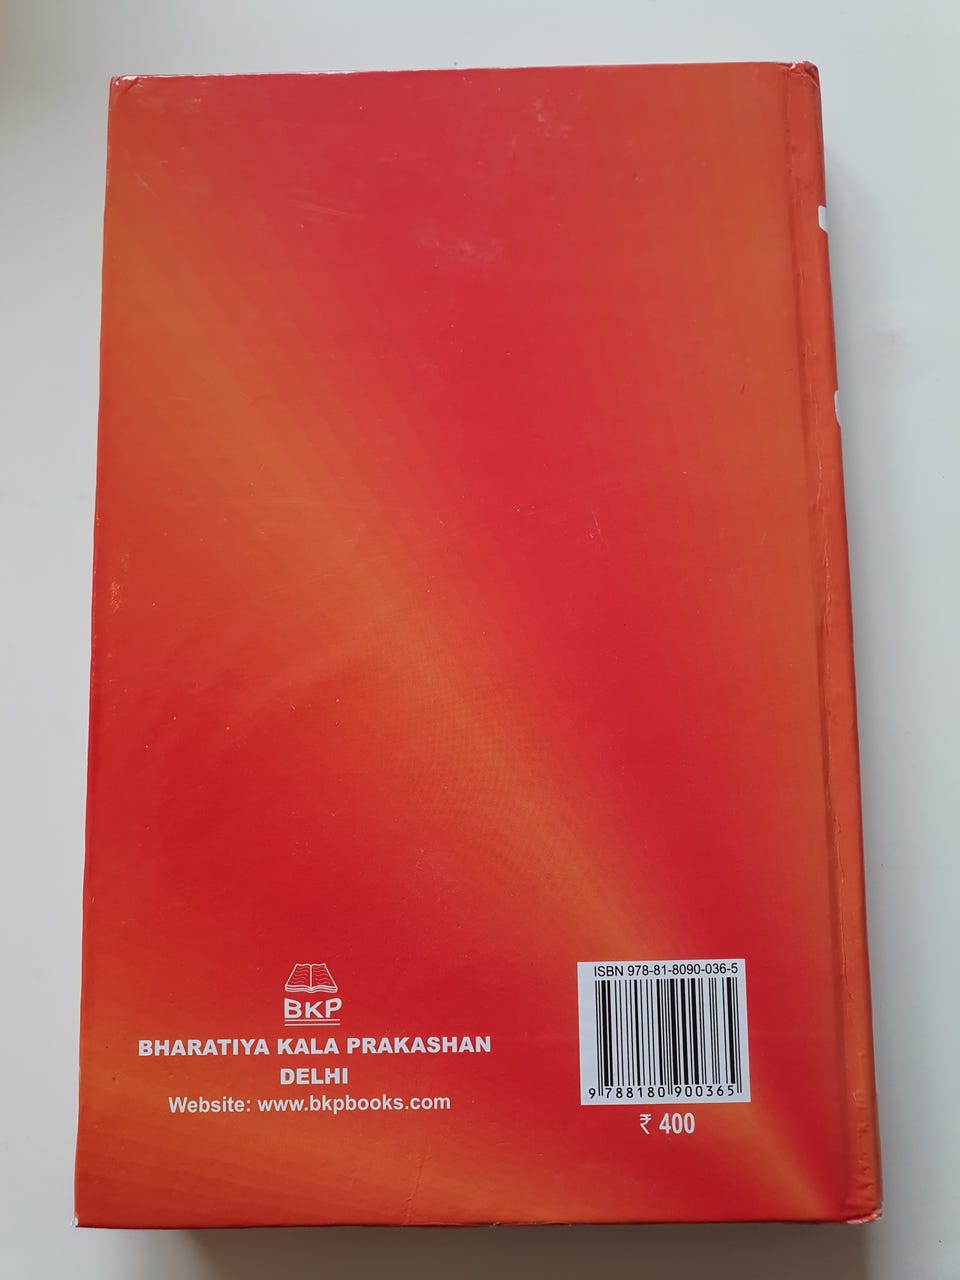 BKP
BHARATIYA KALA PRAKASHAN
DELHI
Website: www.bkpbooks.com
ISBN 978-81-8090-036-5
9 788180 900365
₹ 400